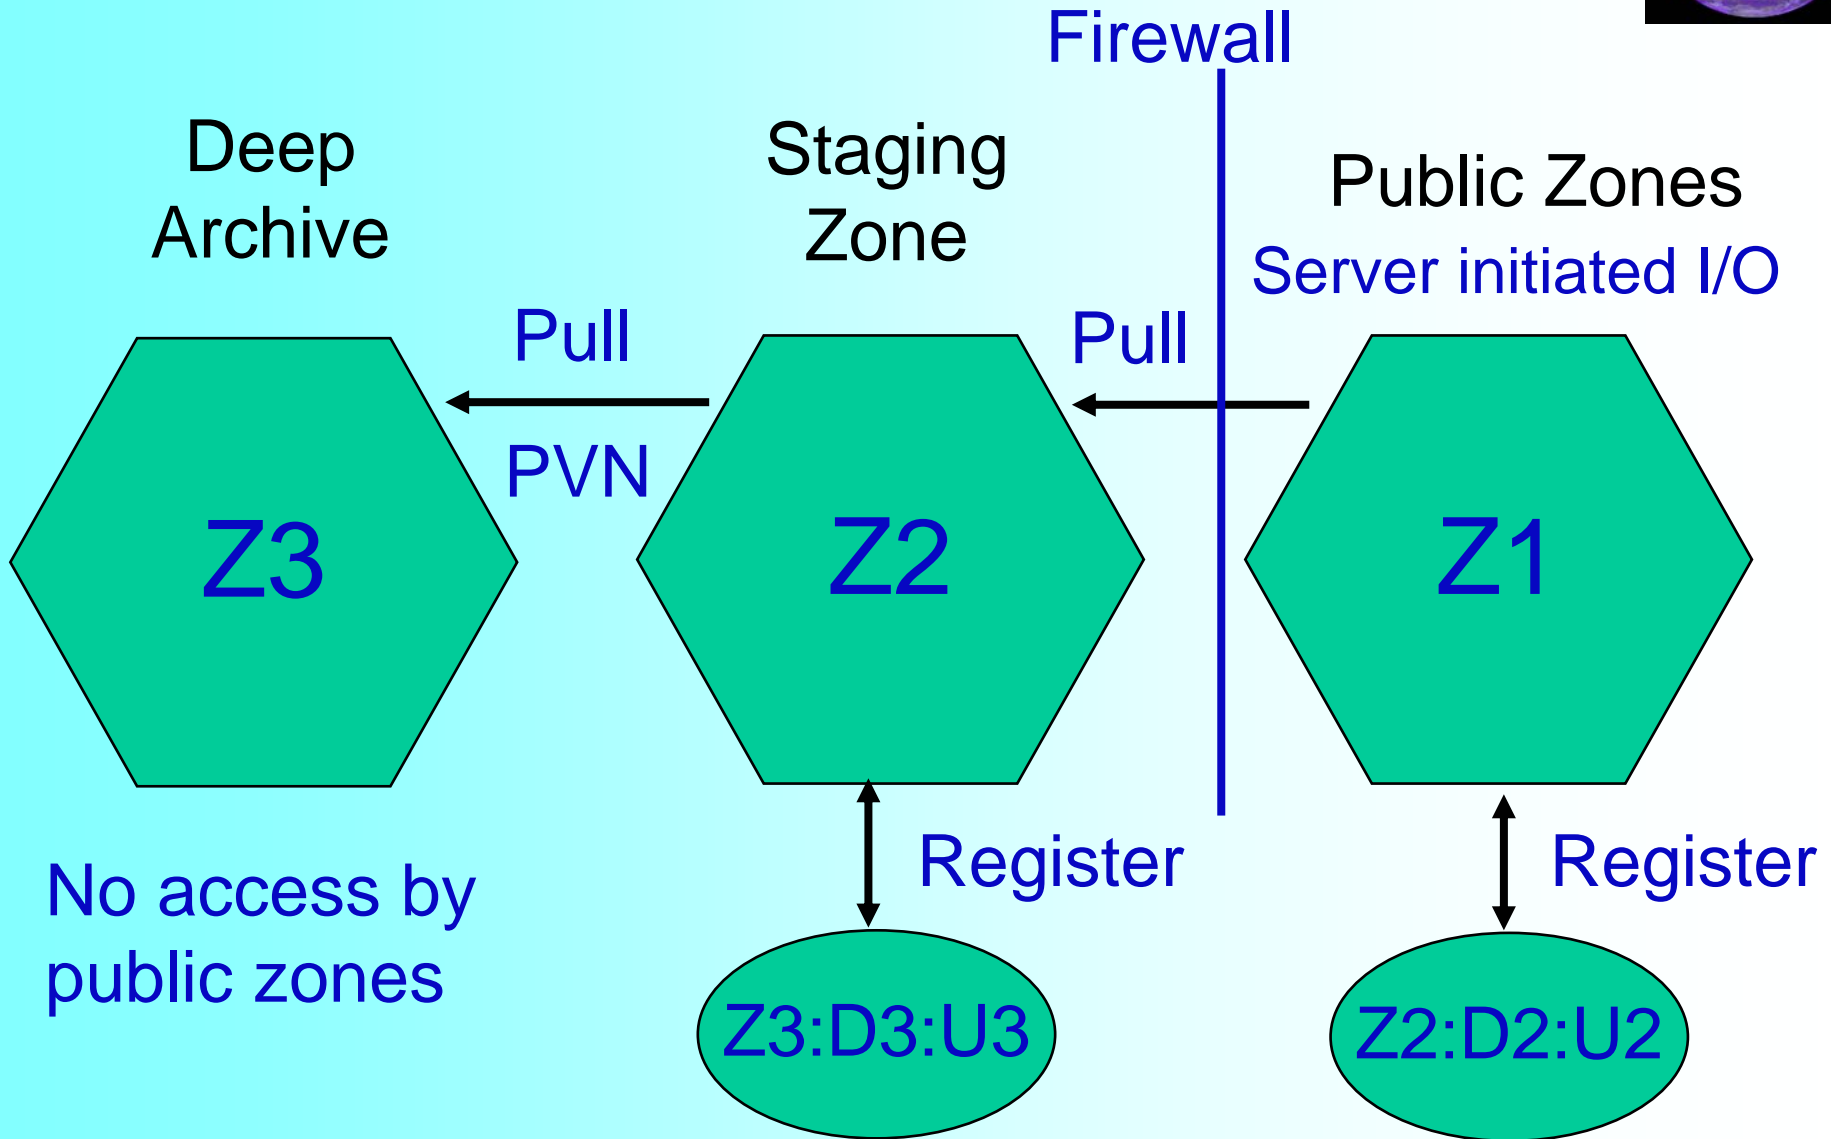 Firewall
Deep
Archive
Staging
Zone
Public Zones
Server initiated I/O
Pull
Pull
PVN
Z3
Z2
Z1
Register
Register
No access by
public zones
Z3:D3:U3
Z2:D2:U2